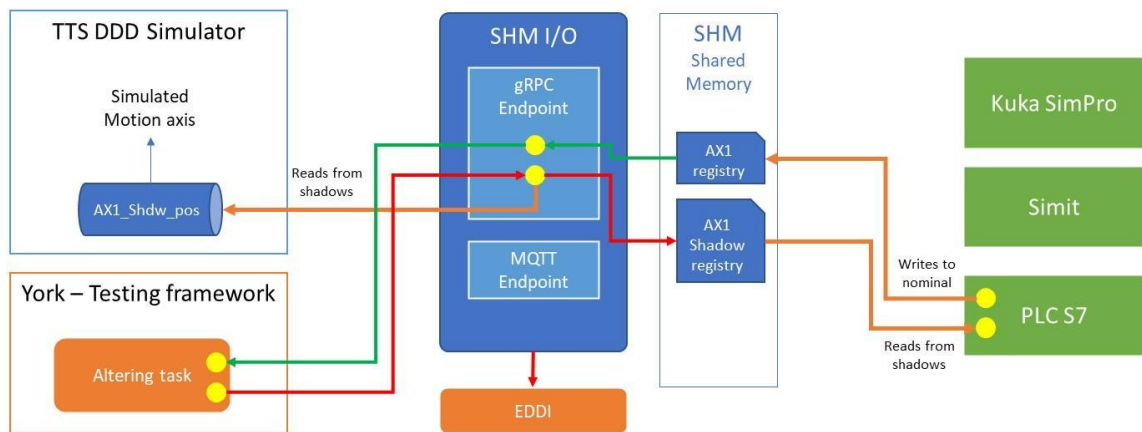 TTS DDD Simulator
Simulated
Motion axis
AX1_Shdw_pos
Reads from
shadows
York – Testing framework
Altering task
SHM I/O
gRPC
Endpoint
MQTT
Endpoint
EDDI
SHM
Shared
Memory
AX1
registry
AX1
Shadow
registry
Writes to
nominal
Reads from
shadows
Kuka SimPro
Simit
PLC S7